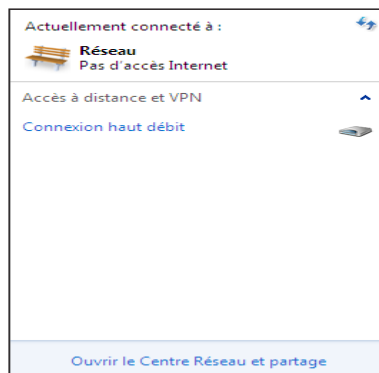 Actuellement connecté à :
Réseau
Pas d'accès Internet
Accès à distance et VPN
Connexion haut débit
Ouvrir le Centre Réseau et partage